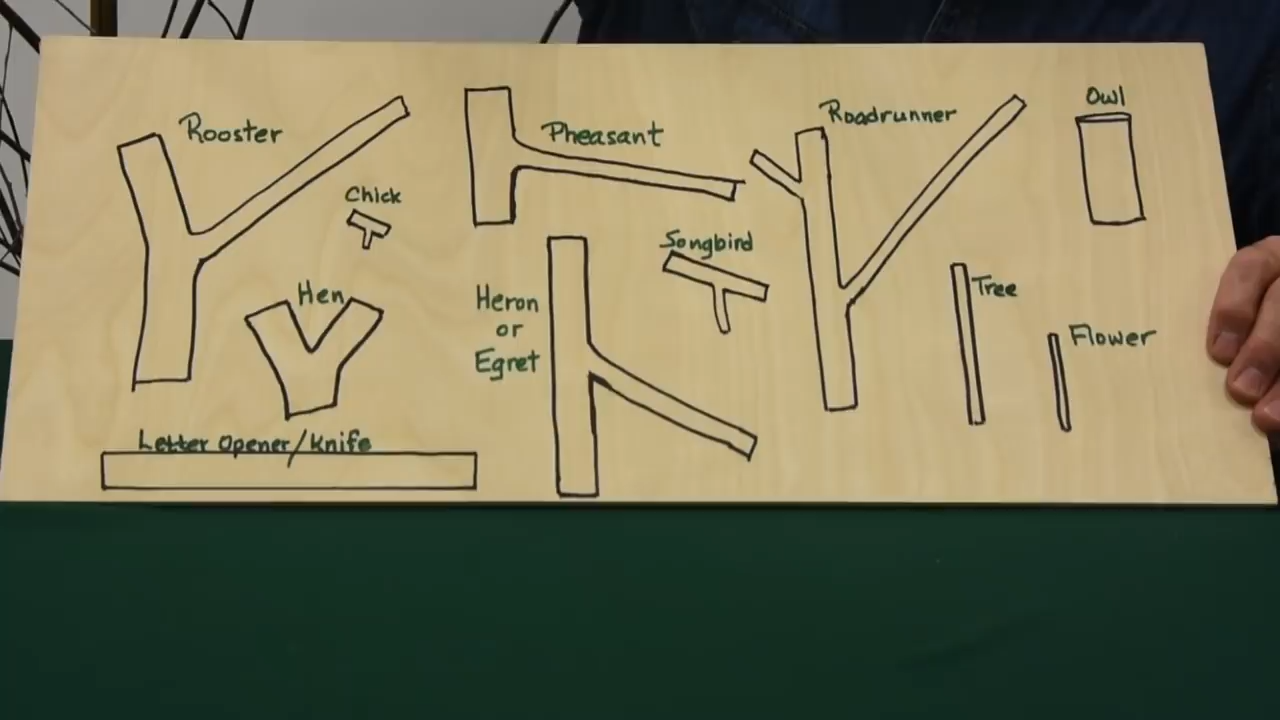 Rooster
Chick
Hen
Letter Opener/Knife
Pheasant
Songbird
Heron
or
Egret
Roadrunner
Owl
Tree
Flower